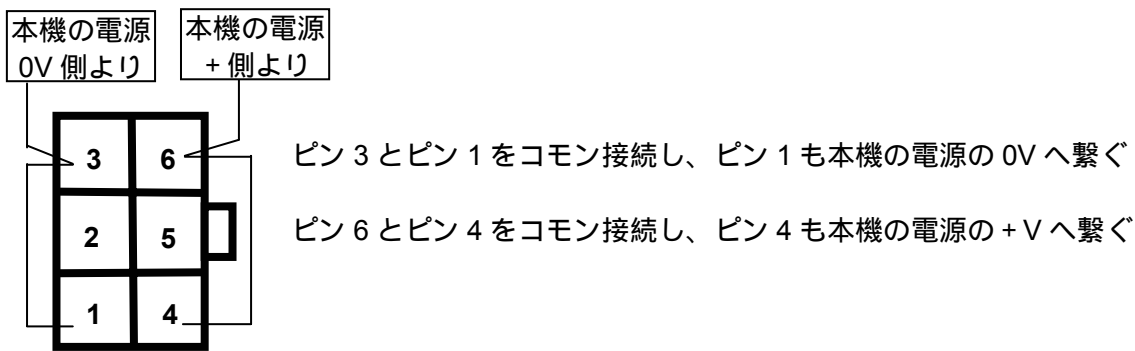 本機の電源
0V 側より
本機の電源
+ 側より
3 6
ピン 3 とピン 1 をコモン接続し、ピン 1 も本機の電源の 0V へ繋ぐ
2 5
ピン 6 とピン 4 をコモン接続し、ピン 4 も本機の電源の + V へ繋ぐ
1 4